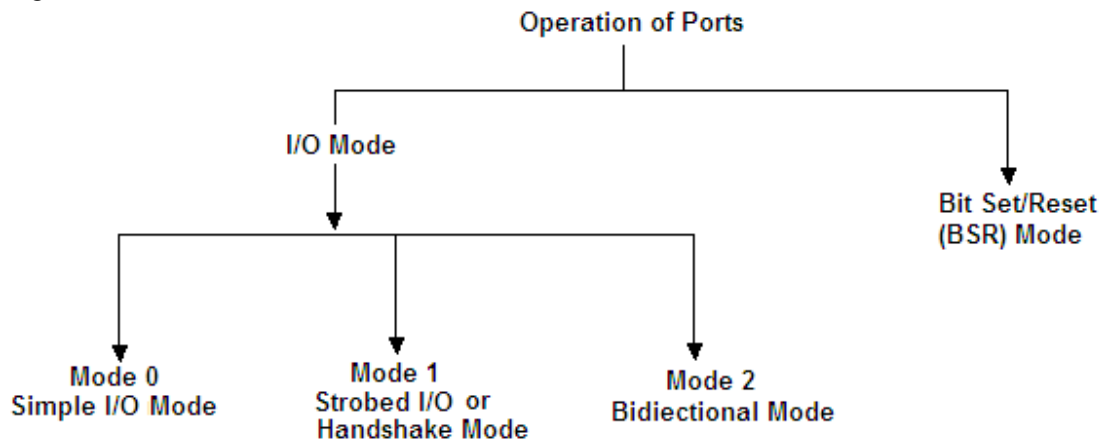 Operation of Ports
I/O Mode
Bit Set/Reset
(BSR) Mode
Mode 0
Simple I/O Mode
Mode 1
Strobed I/O or
Handshake Mode
Mode 2
Bidiectional Mode